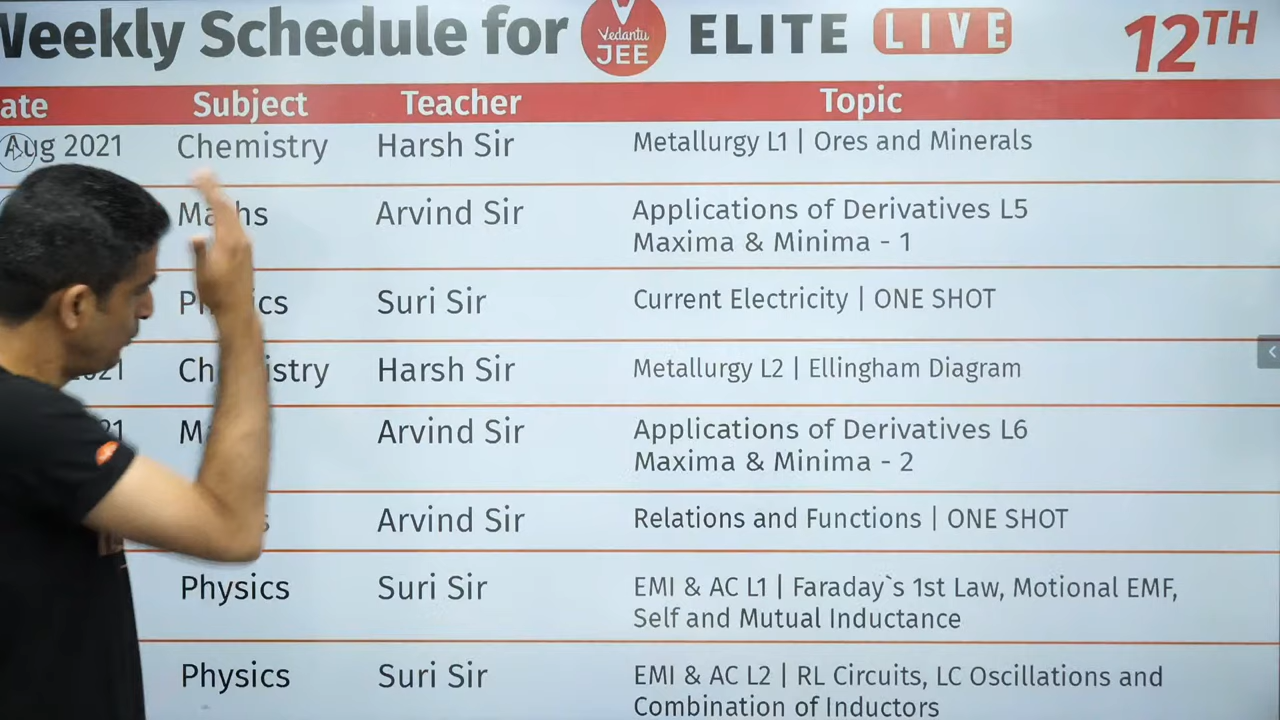 Weekly Schedule for Vedantu JEE ELITE LIVE 12TH
Subject Teacher Topic
Aug 2021 Chemistry Harsh Sir Metallurgy L1 | Ores and Minerals
Arvind Sir Applications of Derivatives L5
Maxima & Minima - 1
Suri Sir Current Electricity | ONE SHOT
Harsh Sir Metallurgy L2 | Ellingham Diagram
Arvind Sir Applications of Derivatives L6
Maxima & Minima - 2
Arvind Sir Relations and Functions | ONE SHOT
Physics Suri Sir EMI & AC L1 | Faraday`s 1st Law, Motional EMF,
Self and Mutual Inductance
Physics Suri Sir EMI & AC L2 | RL Circuits, LC Oscillations and
Combination of Inductors